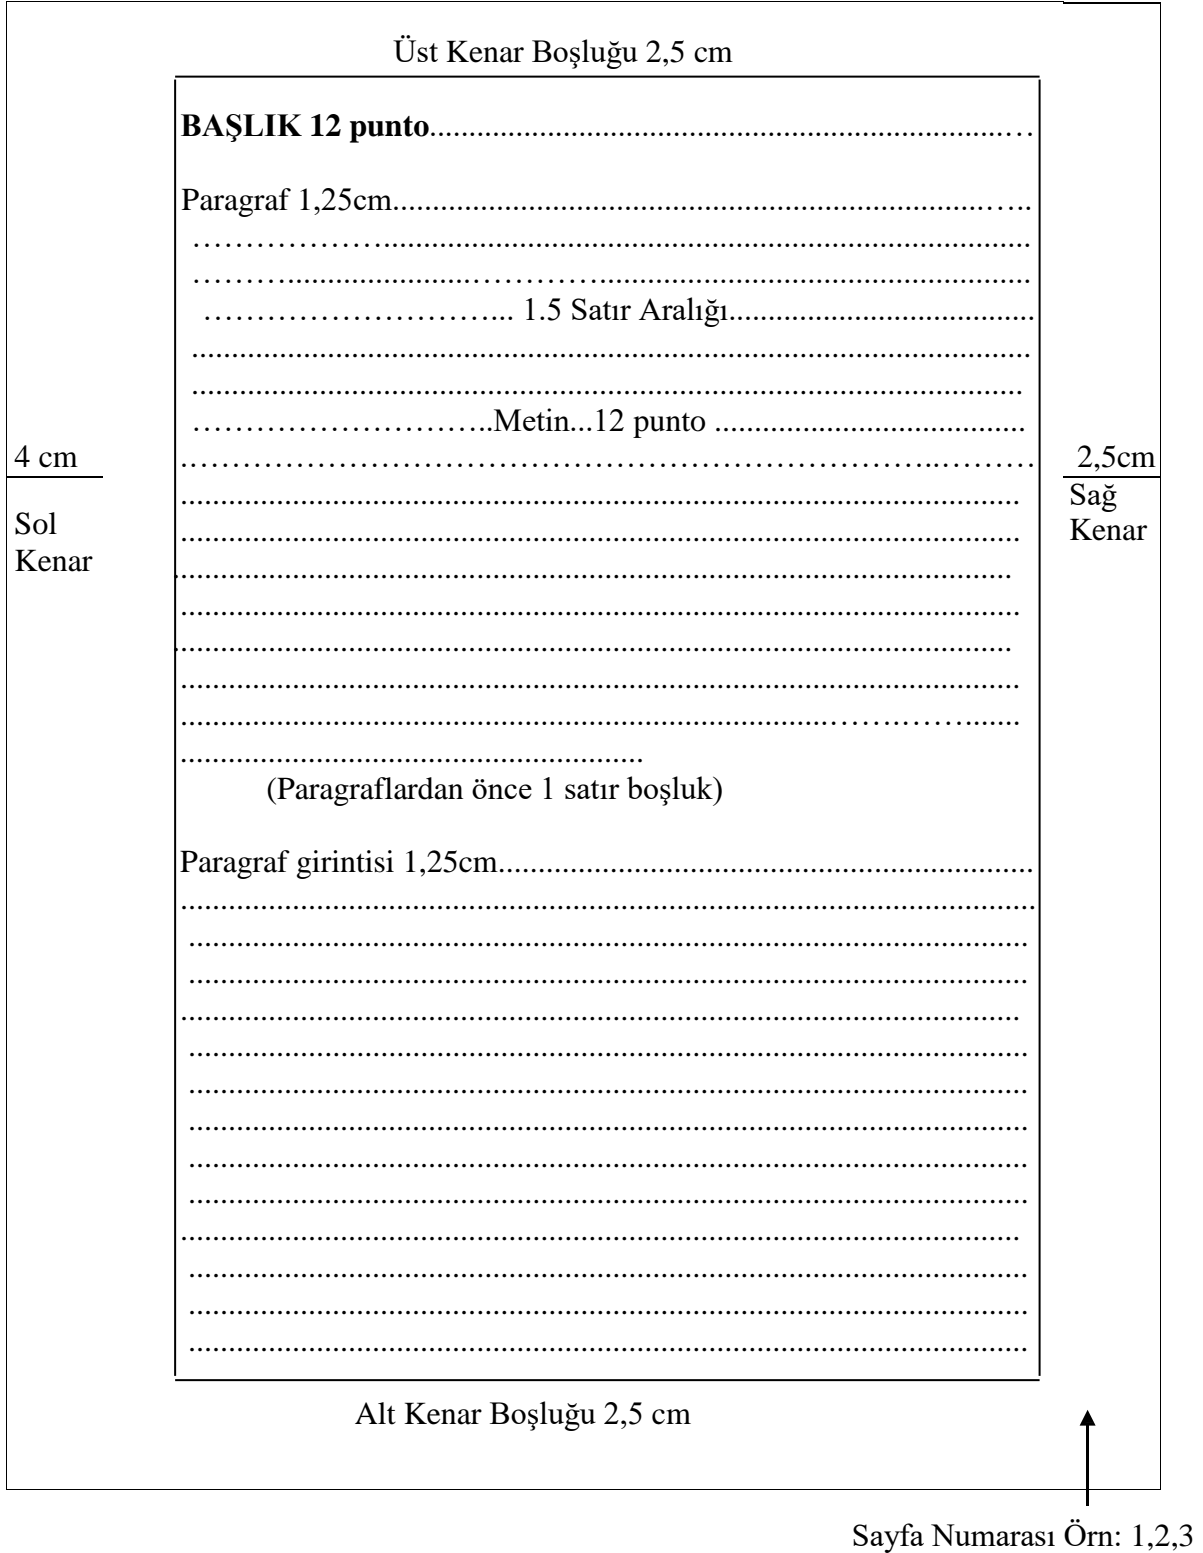 Üst Kenar Boşluğu 2,5 cm
BAŞLIK 12 punto...........................................................................…
Paragraf 1,25cm...........................................................................…..
………………...................................................................................
………......................…………......................................................
………………………... 1.5 Satır Aralığı.......................................
..........................................................................................................
.........................................................................................................
………………………..Metin...12 punto .......................................
4 cm
..……………………………………………………………..………
2,5cm
..........................................................................................................
Sağ
Sol
..........................................................................................................
Kenar
Kenar
..........................................................................................................
..........................................................................................................
..........................................................................................................
..........................................................................................................
..................................................................................…….……......
..........................................................
(Paragraflardan önce 1 satır boşluk)
Paragraf girintisi 1,25cm...................................................................
............................................................................................................
..........................................................................................................
..........................................................................................................
..........................................................................................................
..........................................................................................................
..........................................................................................................
..........................................................................................................
..........................................................................................................
..........................................................................................................
..........................................................................................................
..........................................................................................................
..........................................................................................................
..........................................................................................................
Alt Kenar Boşluğu 2,5 cm
Sayfa Numarası Örn: 1,2,3